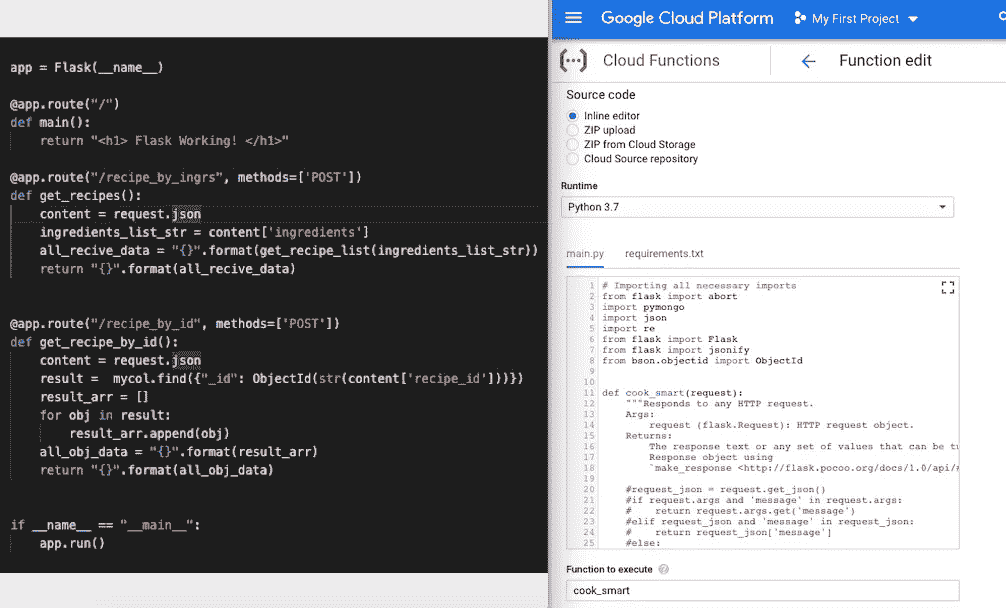 app = Flask(__name__)
@app.route("/")
def main():
return "<h1> Flask Working! </h1>"
@app.route("/recipe_by_ingrs", methods=['POST'])
def get_recipes():
content = request.json
ingredients_list_str = content['ingredients']
all_recive_data = "{}".format(get_recipe_list(ingredients_list_str))
return "{}".format(all_recive_data)
@app.route("/recipe_by_id", methods=['POST'])
def get_recipe_by_id():
content = request.json
result =  mycol.find({"_id": ObjectId(str(content['recipe_id']))})
result_arr = []
for obj in result:
result_arr.append(obj)
all_obj_data = "{}".format(result_arr)
return "{}".format(all_obj_data)
if __name__ == "__main__":
app.run()
Google Cloud Platform My First Project
Cloud Functions Function edit
Source code
Inline editor
ZIP upload
ZIP from Cloud Storage
Cloud Source repository
Runtime
Python 3.7
main.py requirements.txt
1 # Importing all necessary imports
2 from flask import abort
3 import pymongo
4 import json
5 import re
6 from flask import Flask
7 from flask import jsonify
8 from bson.objectid import ObjectId
9
10
11 def cook_smart(request):
12 """Responds to any HTTP request.
13 Args:
14 request (flask.Request): HTTP request object.
15 Returns:
16 The response text or any set of values that can be
17 Response object using
18 `make_response <http://flask.pocoo.org/docs/1.0/api/
19
20 #request_json = request.get_json()
21 #if request.args and 'message' in request.args:
22 #    return request.args.get('message')
23 #elif request_json and 'message' in request_json:
24 #    return request_json['message']
25 #else:
Function to execute
cook_smart